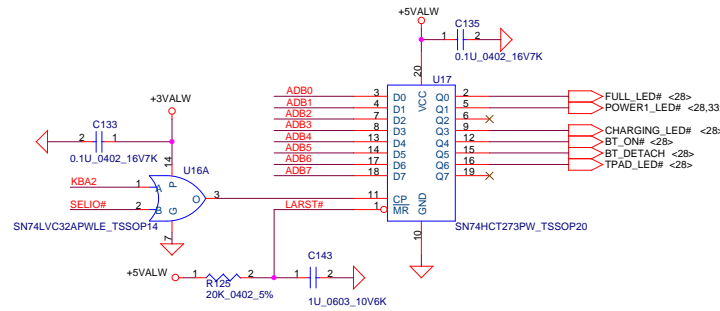 +5VALW
C135
1 2
0.1U_0402_16V7K
U17
20
VCC
ADB0 3 D0 Q0 2 FULL_LED# <28>
ADB1 4 D1 Q1 5 POWER1_LED# <28,33
ADB2 7 D2 Q2 6
ADB3 8 D3 Q3 9 CHARGING_LED# <28>
ADB4 13 D4 Q4 12 BT_ON# <28>
ADB5 14 D5 Q5 15 BT_DETACH <28>
ADB6 17 D6 Q6 16 TPAD_LED# <28>
ADB7 18 D7 Q7 19
+3VALW
C133
2 1
0.1U_0402_16V7K
14
U16A
KBA2 1 A P
O 3
SELIO# 2 B G
7
SN74LVC32APWLE_TSSOP14
11 CP
LARST# 1 MR
GND
10
SN74HCT273PW_TSSOP20
+5VALW 1 2
R125
20K_0402_5%
C143
1 2
1U_0603_10V6K